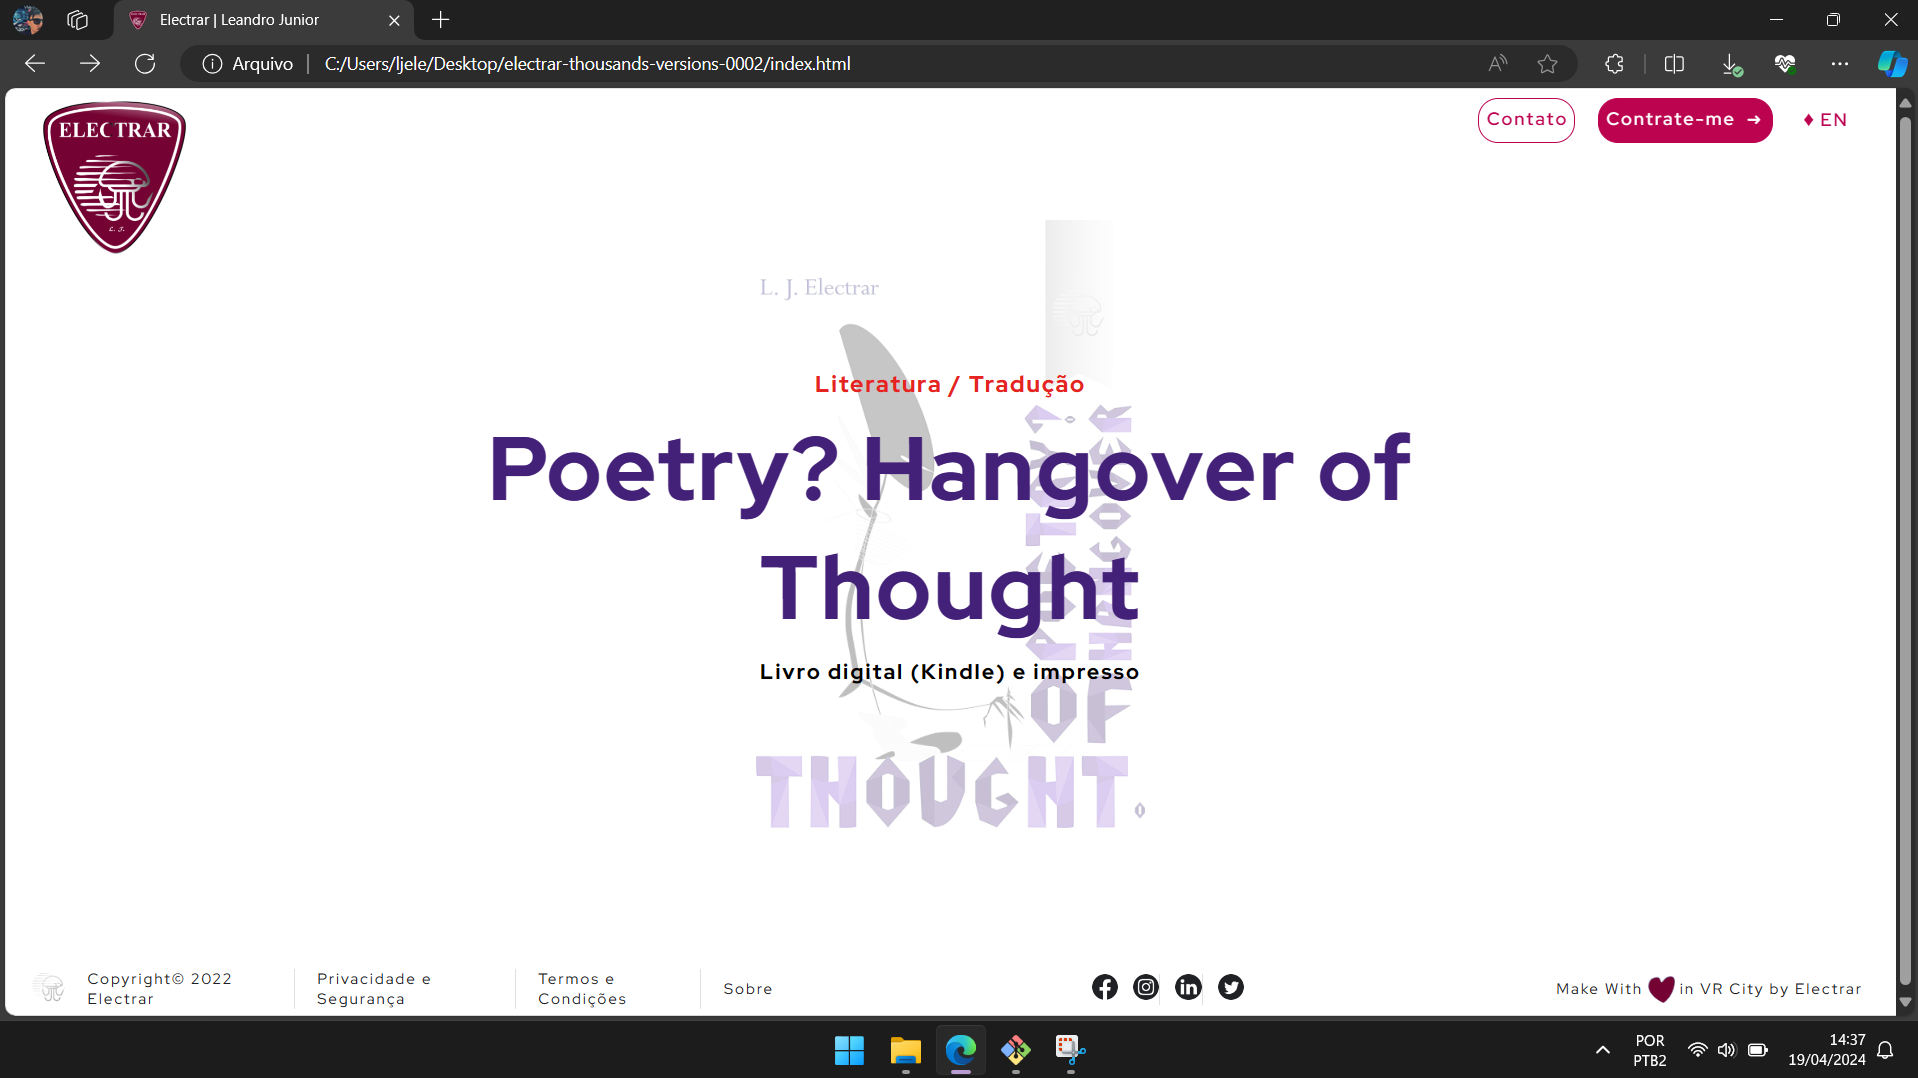 Electrar | Leandro Junior
Arquivo
C:/Users/ljele/Desktop/electrar-thousands-versions-0002/index.html
ELECTRAR
L. J.
Contato
Contrate-me →
♦ EN
L. J. Electrar
Literatura / Tradução
Poetry? Hangover of
Thought
Livro digital (Kindle) e impresso
POETRY?
HANGOVER
OF
THOUGHT.
Copyright© 2022
Electrar
Privacidade e
Segurança
Termos e
Condições
Sobre
Make With in VR City by Electrar
POR
PTB2
14:37
19/04/2024